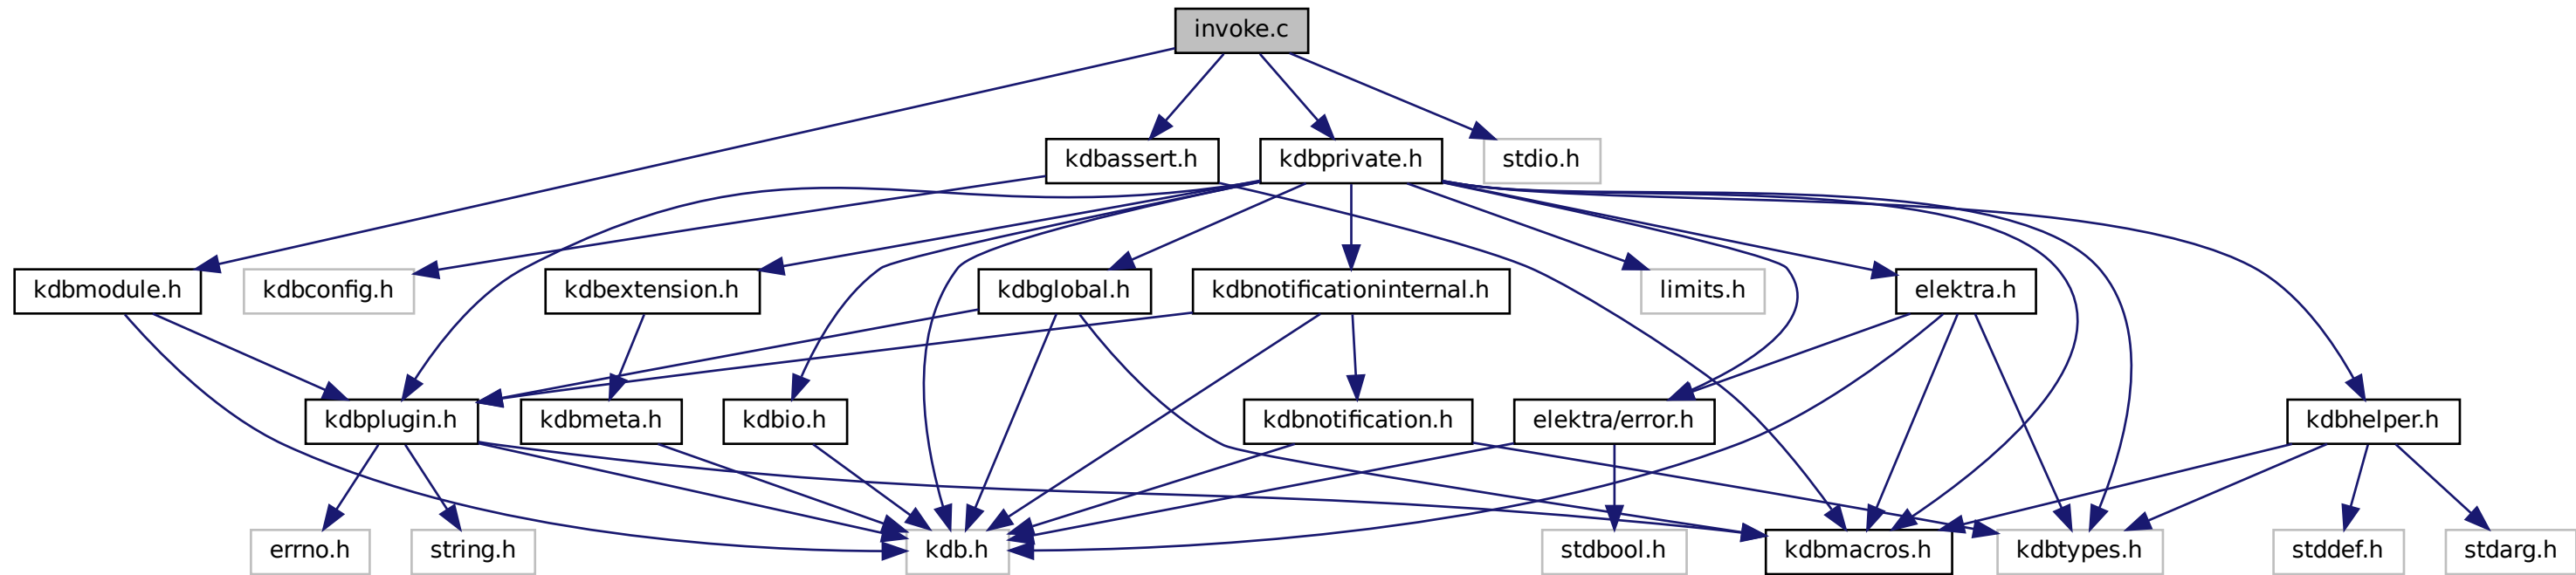 invoke.c
kdbassert.h
kdbprivate.h
stdio.h
kdbmodule.h
kdbconfig.h
kdbextension.h
kdbglobal.h
kdbnotificationinternal.h
limits.h
elektra.h
kdbplugin.h
kdbmeta.h
kdbio.h
kdbnotification.h
elektra/error.h
kdbhelper.h
errno.h
string.h
kdb.h
stdbool.h
kdbmacros.h
kdbtypes.h
stddef.h
stdarg.h